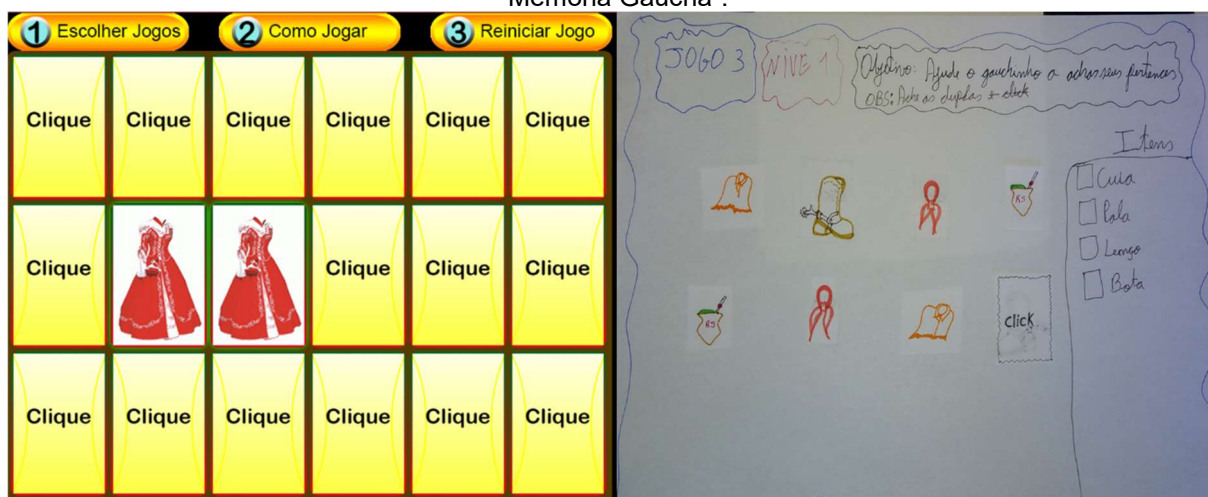 Memória Gaúcha".
1 Escolher Jogos 2 Como Jogar 3 Reiniciar Jogo
Clique Clique Clique Clique Clique Clique
Clique Clique Clique Clique
Clique Clique Clique Clique Clique Clique
JOGO 3
NIVE 1
Objetivo: Ajude o gauchinho a achar seus pertences
OBS: Ache as duplas + click
Itens
Cuia
Pala
Lenço
Bota
RS
RS
click